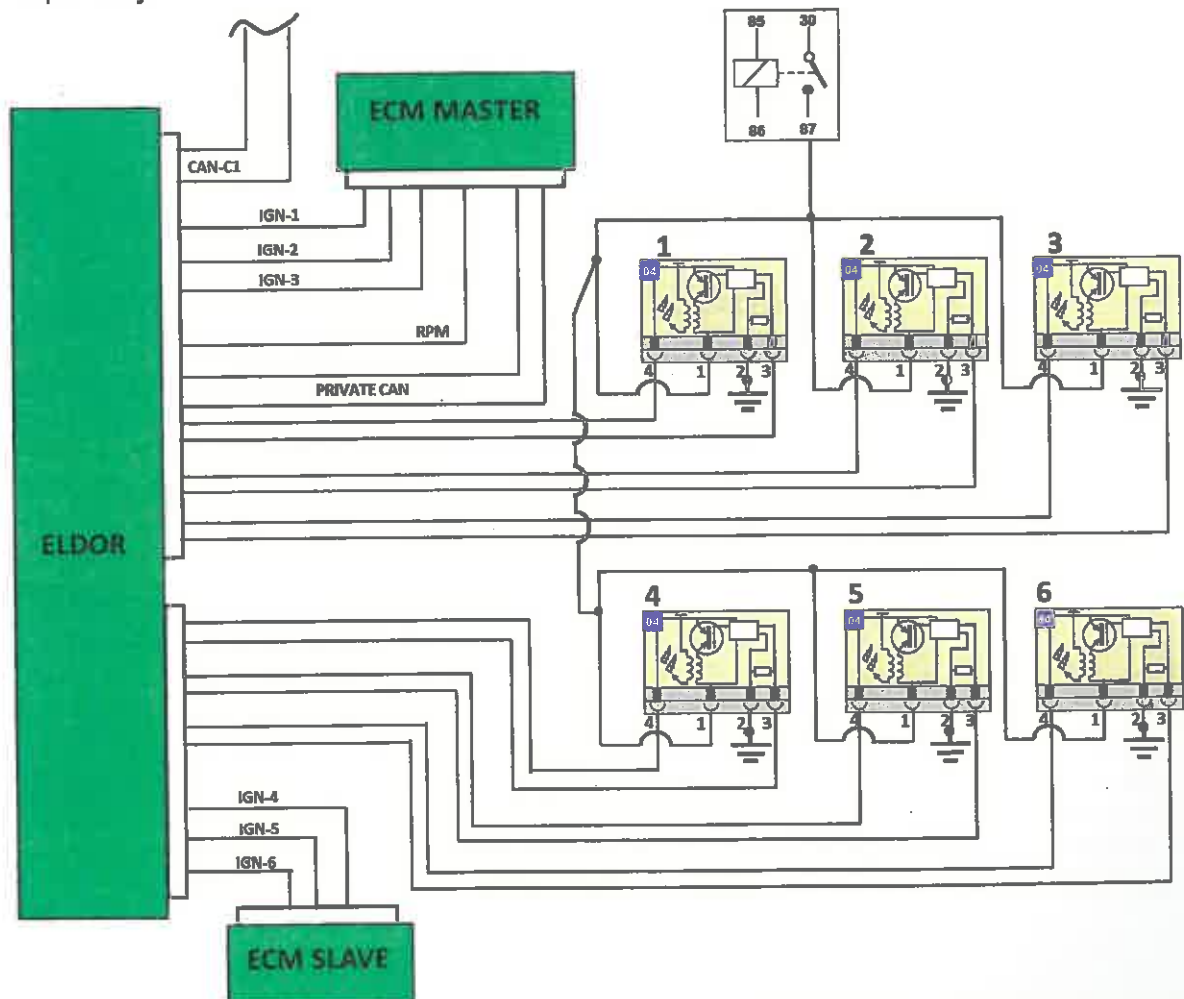 85 30
86 87
ECM MASTER
CAN-C1
IGN-1
IGN-2
IGN-3
RPM
PRIVATE CAN
ELDOR
1
04
4 1 2 3
2
04
4 1 2 3
3
04
4 1 2 3
4
04
4 1 2 3
5
04
4 1 2 3
6
4 1 2 3
IGN-4
IGN-5
IGN-6
ECM SLAVE